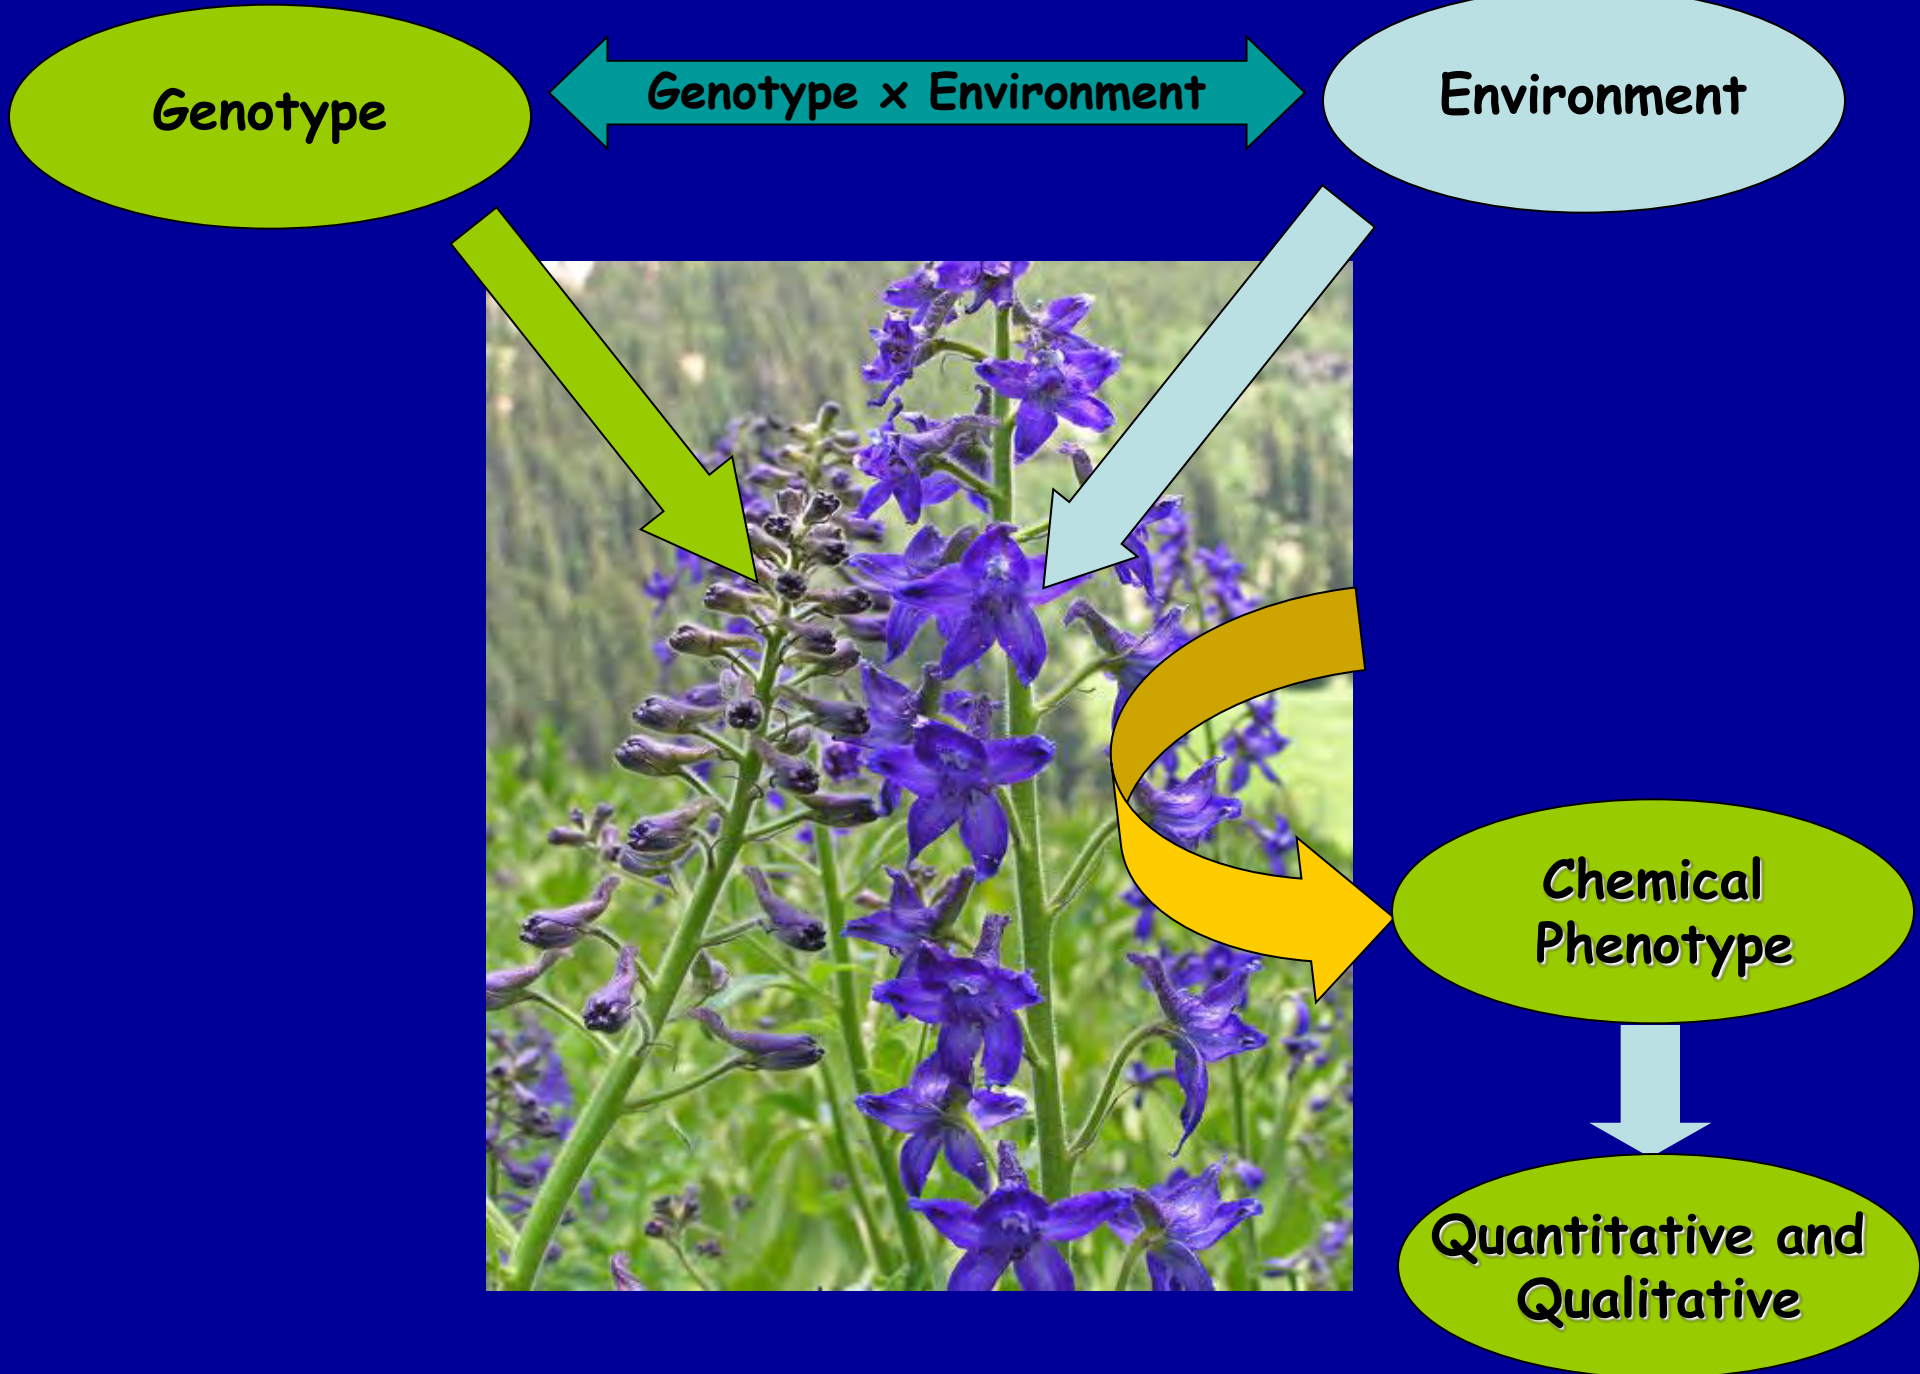 Genotype
Genotype x Environment
Environment
Chemical
Phenotype
Quantitative and
Qualitative